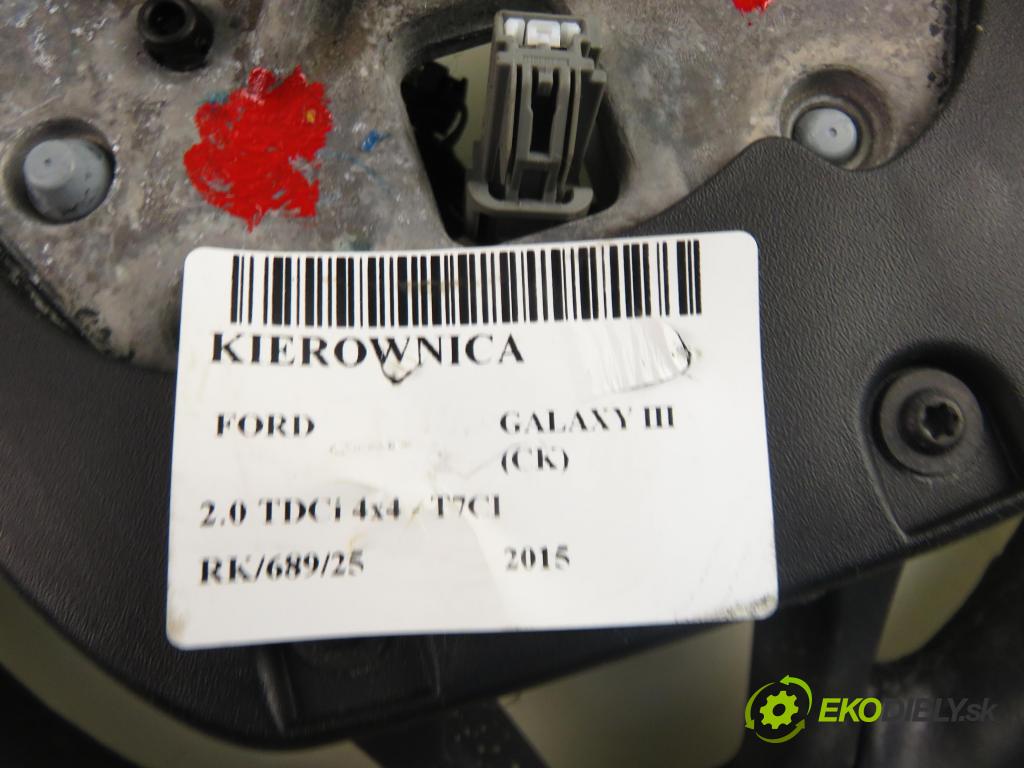 KIEROWNICA
FORD GALAXY III
(CK)
2.0 TDCi 4x4 - T7CI
RK/689/25 2015
EKODIELY.sk